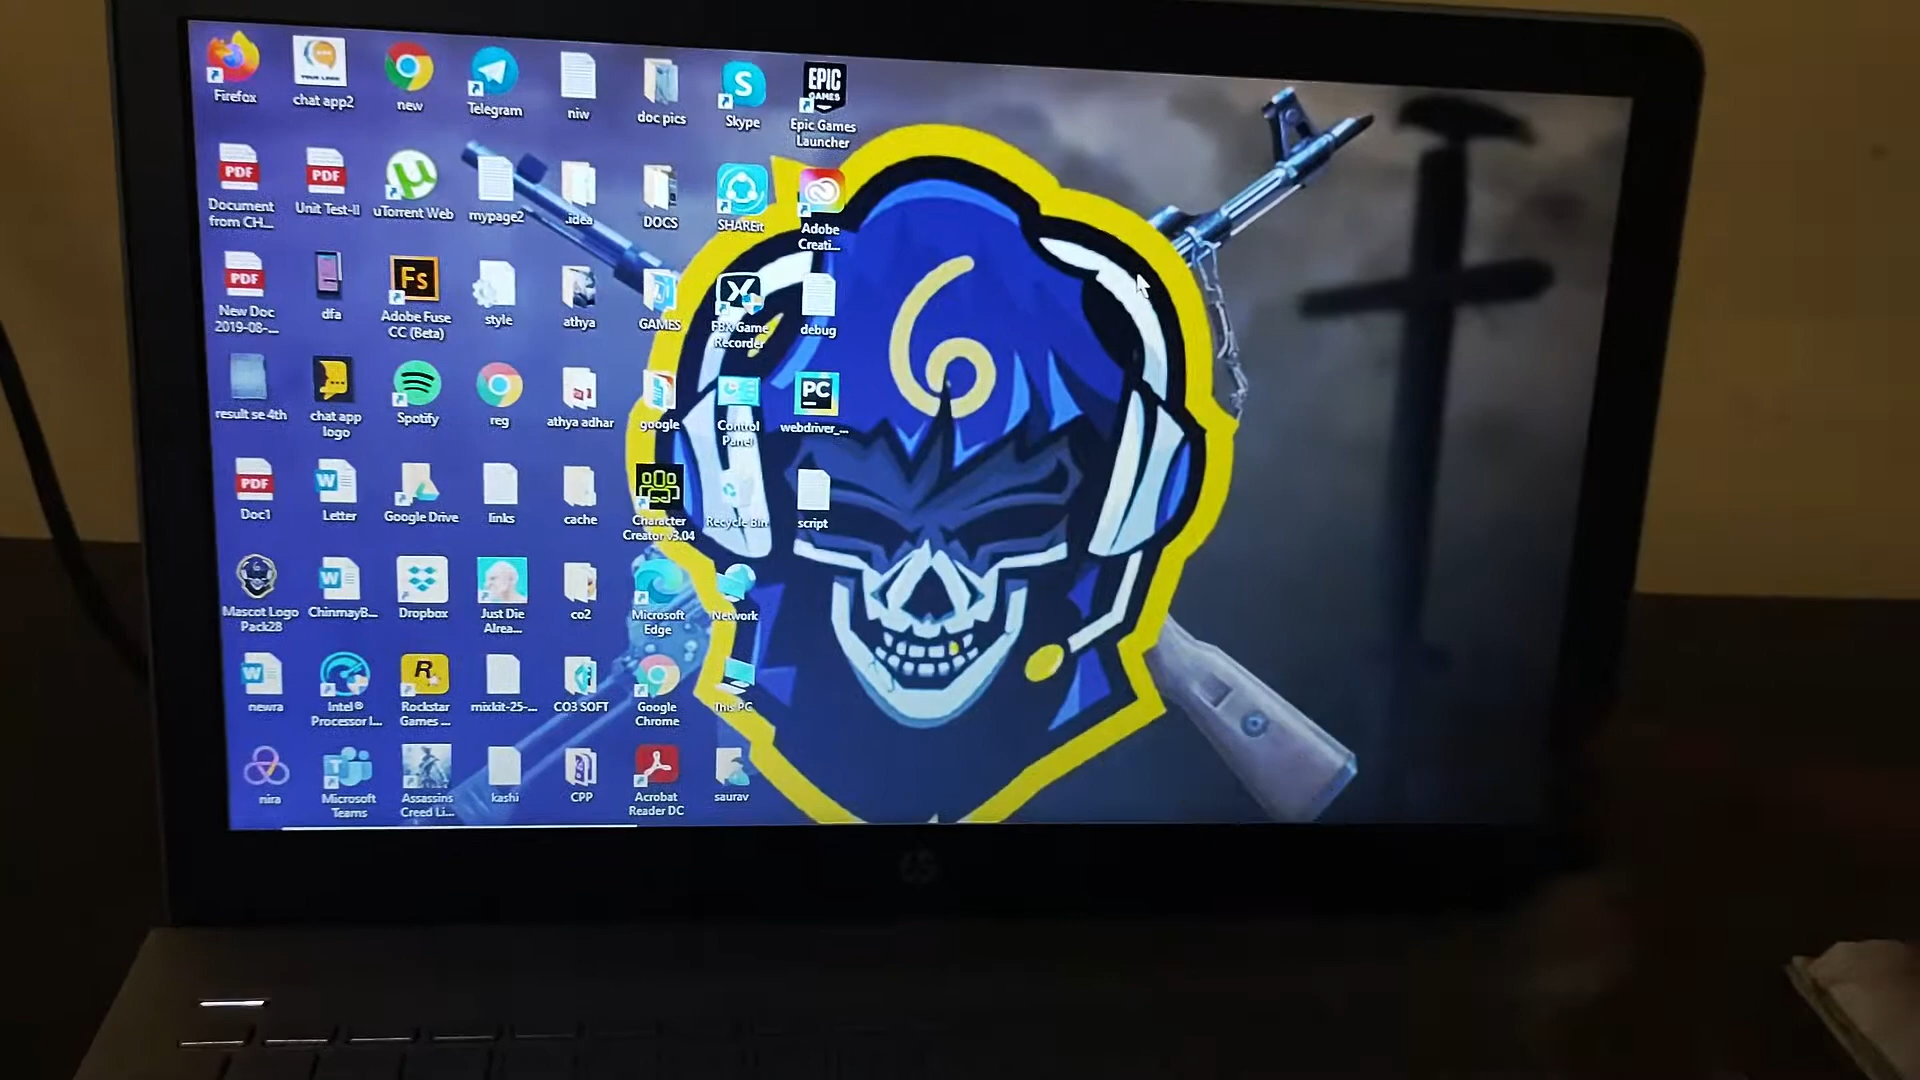 Firefox
chat app2
new
Telegram
niw
doc pics
S
Skype
EPIC
GAMES
Epic Games
Launcher
PDF
Document
from CH...
PDF
Unit Test-II
uTorrent Web
mypage2
.idea
DOCS
SHAREit
Adobe
Creati...
PDF
New Doc
2019-08-...
dfa
Fs
Adobe Fuse
CC (Beta)
style
athya
GAMES
FBX Game
Recorder
debug
result se 4th
chat app
logo
Spotify
reg
athya adhar
google
Control
Panel
PC
webdriver_...
PDF
Doc1
W
Letter
Google Drive
links
cache
Character
Creator v3.04
Recycle Bin
script
6
6
Mascot Logo
Pack28
W
ChinmayB...
Dropbox
Just Die
Alrea...
co2
Microsoft
Edge
Network
W
newra
Intel®
Processor I...
R
Rockstar
Games ...
mixkit-25-...
CO3 SOFT
Google
Chrome
This PC
nira
Microsoft
Teams
Assassins
Creed Li...
kashi
CPP
Acrobat
Reader DC
saurav
hp